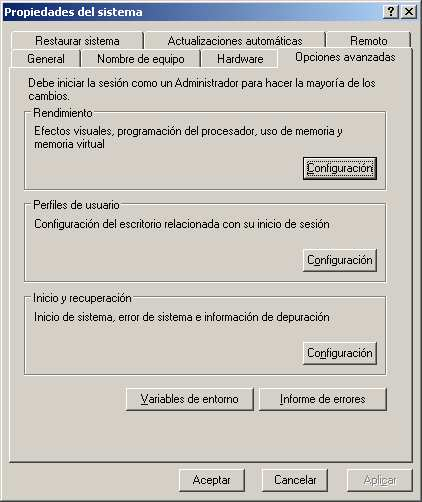 Propiedades del sistema
Restaurar sistema Actualizaciones automáticas Remoto
General Nombre de equipo Hardware Opciones avanzadas
Debe iniciar la sesión como un Administrador para hacer la mayoría de los
cambios.
Rendimiento
Efectos visuales, programación del procesador, uso de memoria y
memoria virtual
Configuración
Perfiles de usuario
Configuración del escritorio relacionada con su inicio de sesión
Configuración
Inicio y recuperación
Inicio de sistema, error de sistema e información de depuración
Configuración
Variables de entorno Informe de errores
Aceptar Cancelar Aplicar